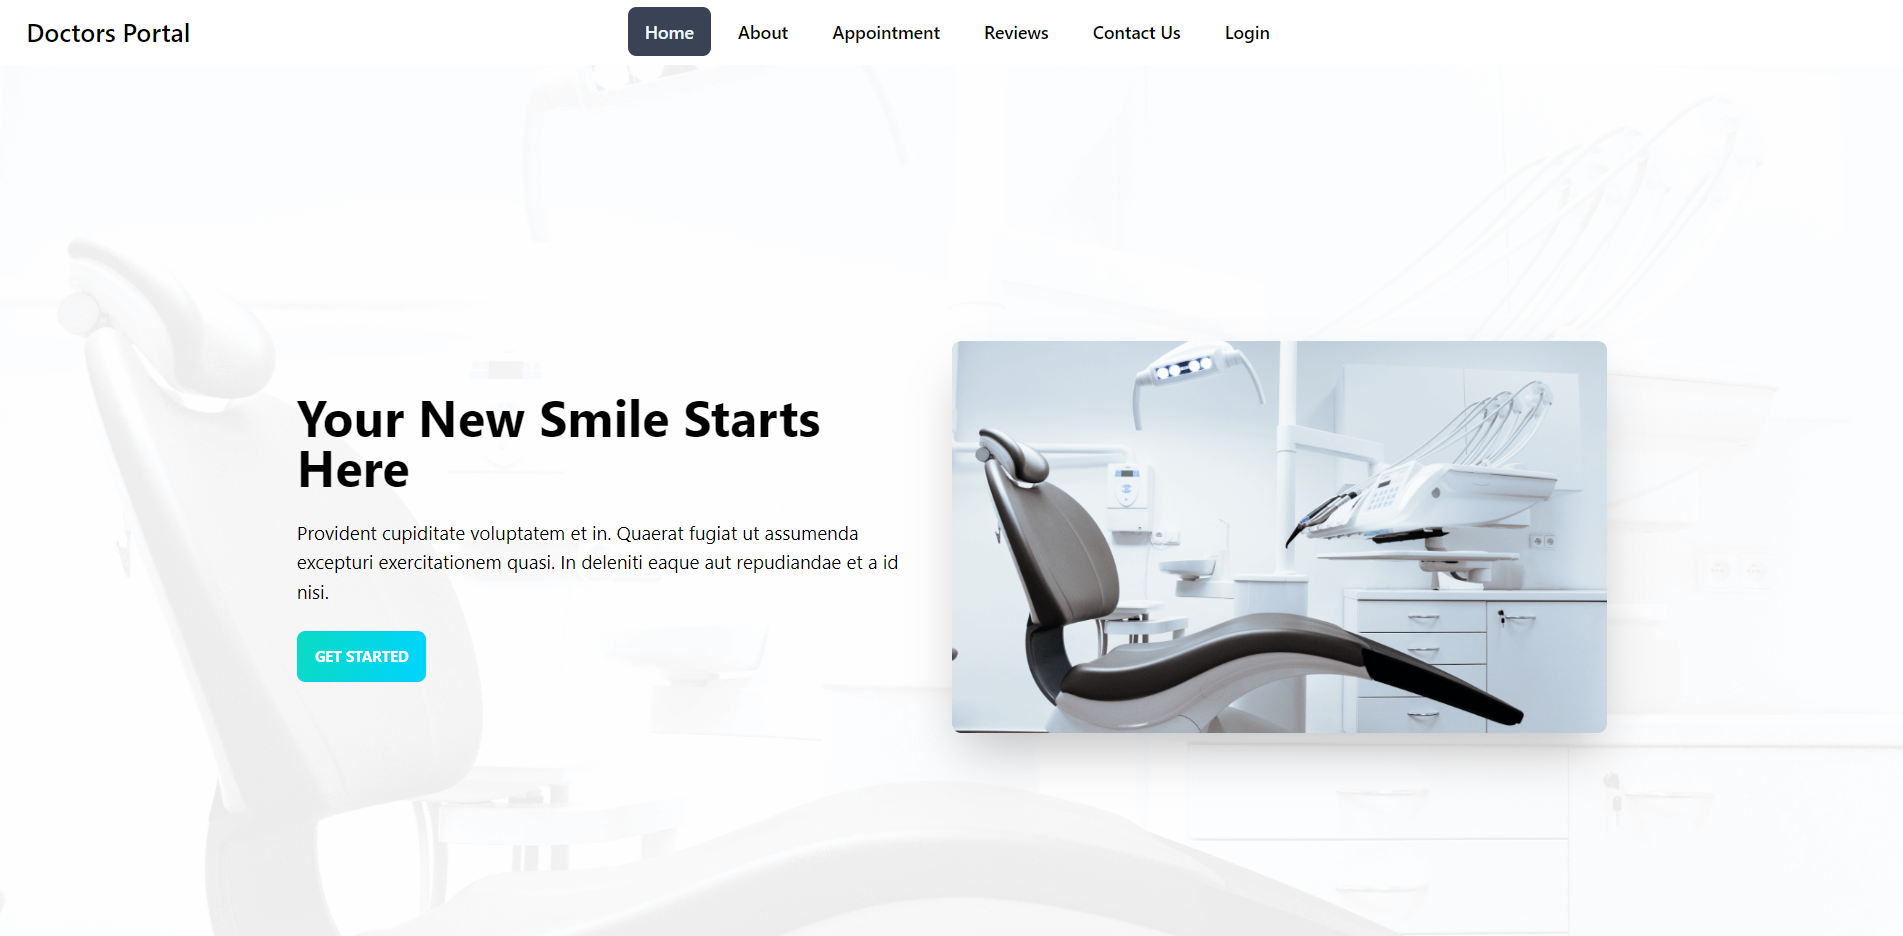 Doctors Portal
Home
About
Appointment
Reviews
Contact Us
Login
Your New Smile Starts
Here
Provident cupiditate voluptatem et in. Quaerat fugiat ut assumenda
excepturi exercitationem quasi. In deleniti eaque aut repudiandae et a id
nisi.
GET STARTED